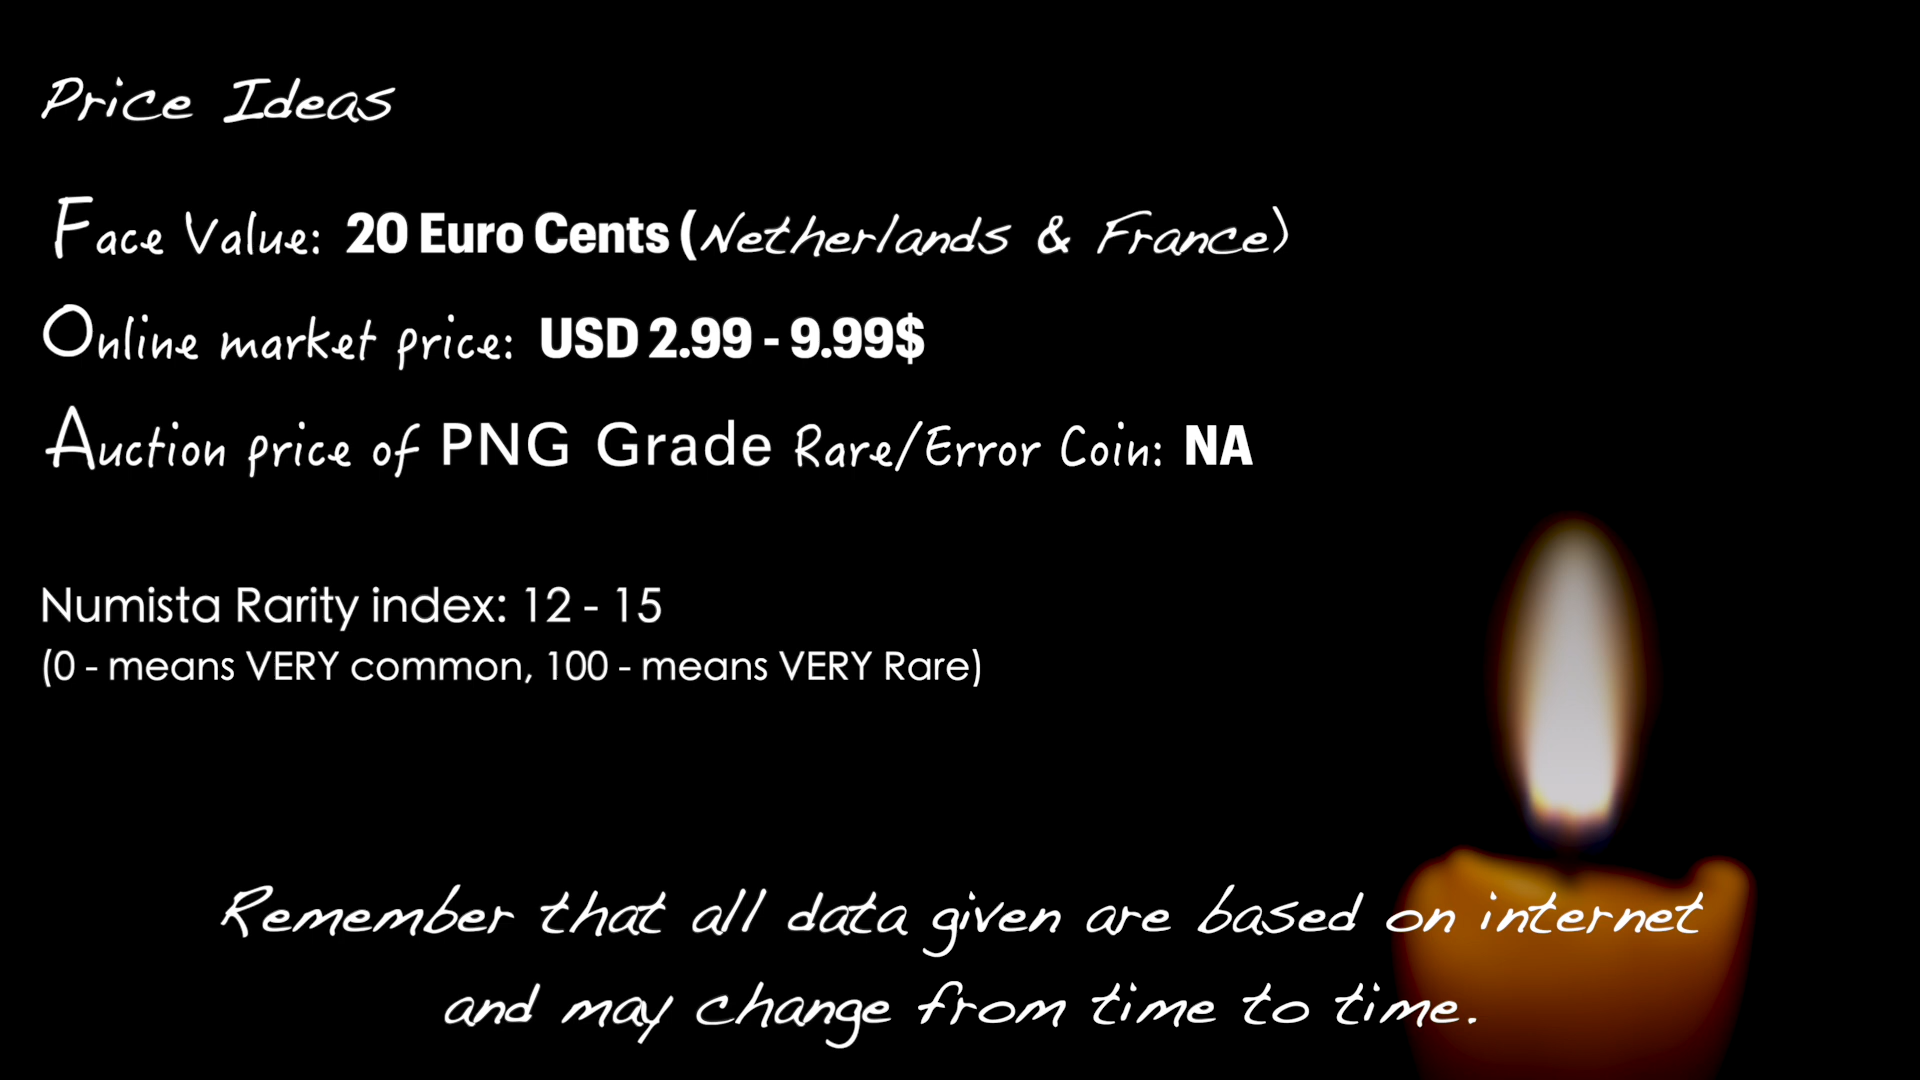 Price Ideas
Face Value: 20 Euro Cents (Netherlands & France)
Online market price: USD 2.99 - 9.99$
Auction price of PNG Grade Rare/Error Coin: NA
Numista Rarity index: 12 - 15
(0 - means VERY common, 100 - means VERY Rare)
Remember that all data given are based on internet
and may change from time to time.